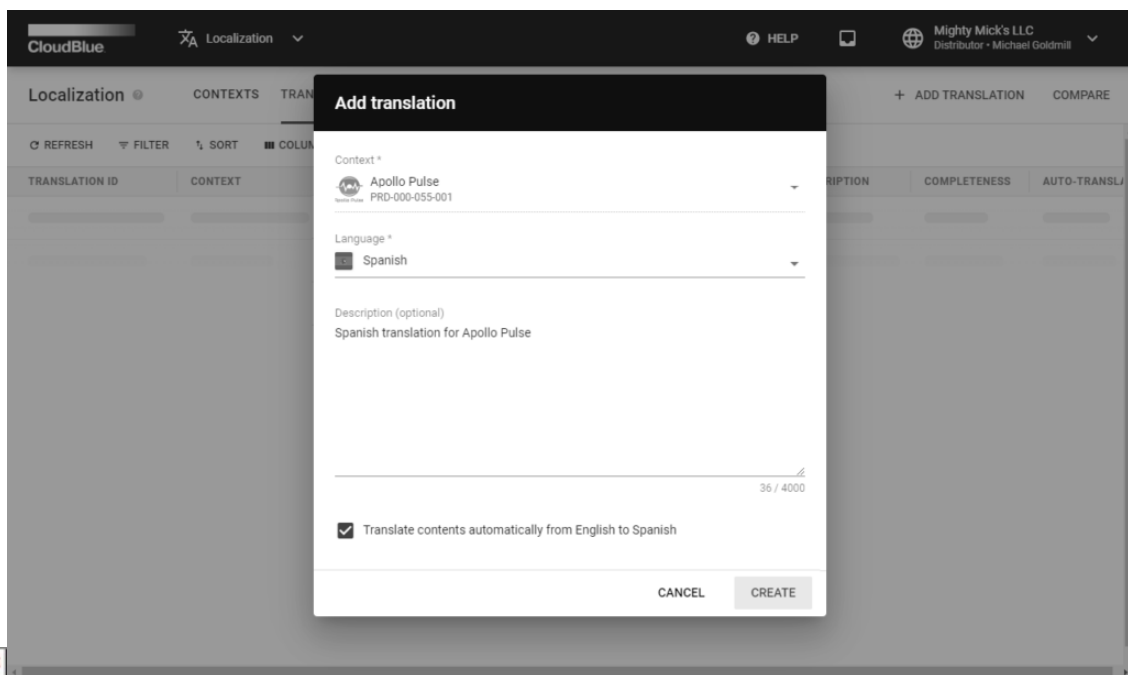 CloudBlue
Localization
HELP
Mighty Mick's LLC
Distributor • Michael Goldmill
Localization
CONTEXTS
TRAN
+ ADD TRANSLATION
COMPARE
REFRESH
FILTER
SORT
COLUM
TRANSLATION ID
CONTEXT
RIPTION
COMPLETENESS
AUTO-TRANSLA
Add translation
Context *
Apollo Pulse
PRD-000-055-001
Language *
Spanish
Description (optional)
Spanish translation for Apollo Pulse
36 / 4000
Translate contents automatically from English to Spanish
CANCEL
CREATE